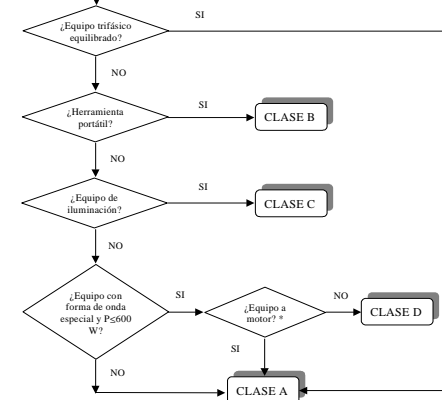 SI
¿Equipo trifásico
equilibrado?
NO
¿Herramienta
portátil?
SI
CLASE B
NO
¿Equipo de
iluminación?
SI
CLASE C
NO
¿Equipo con
forma de onda
especial y P≤600
W?
SI
¿Equipo a
motor? *
NO
CLASE D
SI
NO
CLASE A